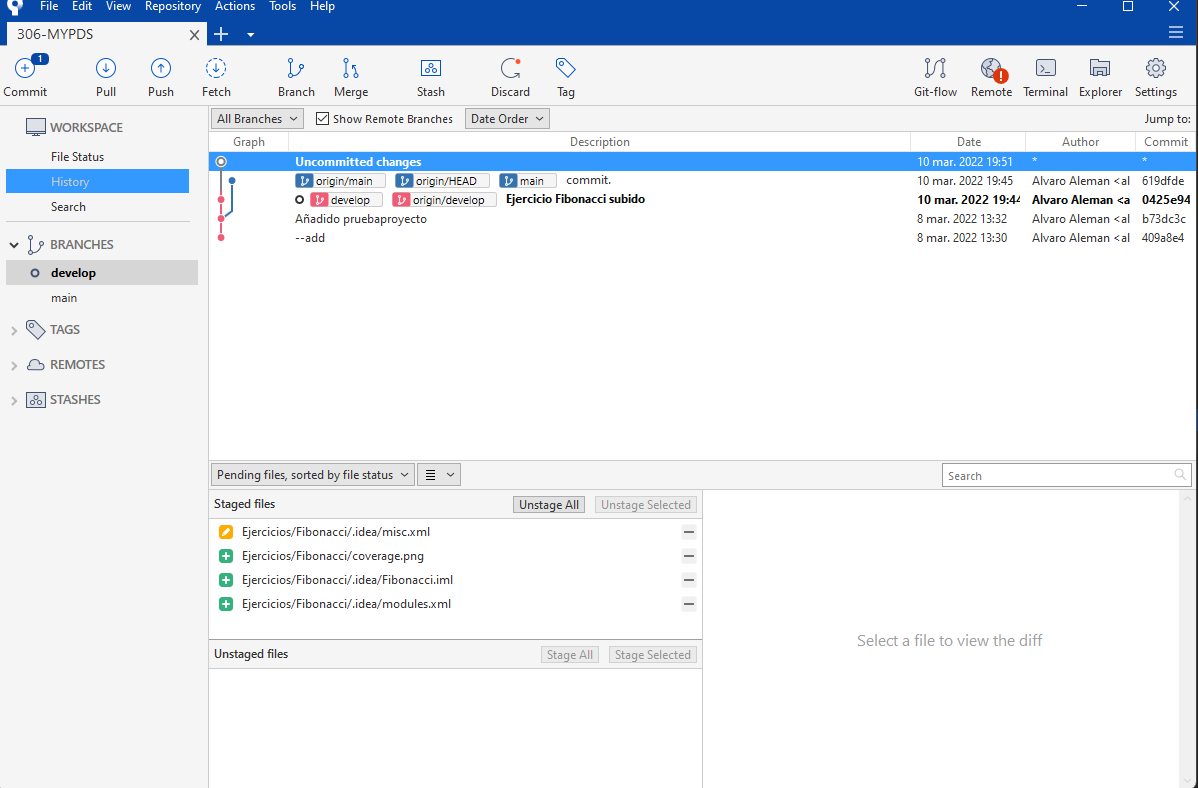 File Edit View Repository Actions Tools Help
306-MYPDS
1
Commit Pull Push Fetch Branch Merge Stash Discard Tag Git-flow Remote Terminal Explorer Settings
WORKSPACE
File Status
History
Search
BRANCHES
develop
main
TAGS
REMOTES
STASHES
All Branches Show Remote Branches Date Order Jump to:
Graph Description Date Author Commit
Uncommitted changes 10 mar. 2022 19:51 * *
origin/main origin/HEAD main commit. 10 mar. 2022 19:45 Alvaro Aleman <al 619dfde
develop origin/develop Ejercicio Fibonacci subido 10 mar. 2022 19:44 Alvaro Aleman <a 0425e94
Añadido pruebaproyecto 8 mar. 2022 13:32 Alvaro Aleman <al b73dc3c
--add 8 mar. 2022 13:30 Alvaro Aleman <al 409a8e4
Pending files, sorted by file status Search
Staged files Unstage All Unstage Selected
Ejercicios/Fibonacci/.idea/misc.xml
Ejercicios/Fibonacci/coverage.png
Ejercicios/Fibonacci/.idea/Fibonacci.iml
Ejercicios/Fibonacci/.idea/modules.xml
Unstaged files Stage All Stage Selected
Select a file to view the diff